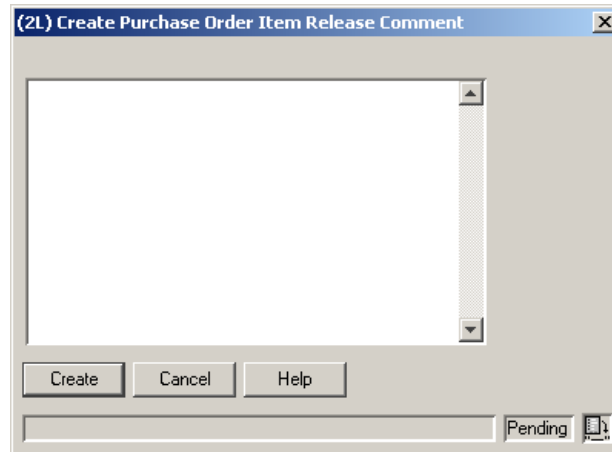 (2L) Create Purchase Order Item Release Comment
Create Cancel Help
Pending